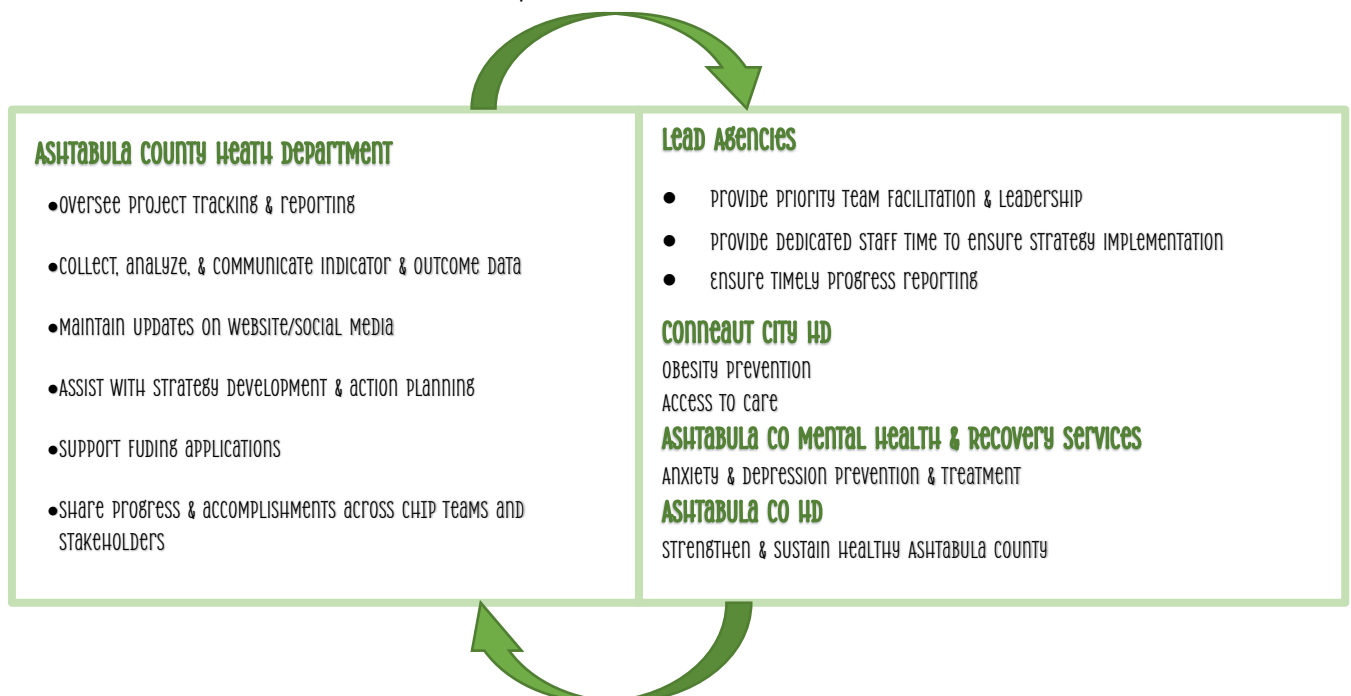 Ashtabula County Heath Department
•Oversee project tracking & reporting
•Collect, analyze, & communicate indicator & outcome data
•Maintain updates on website/social media
•Assist with strategy development & action planning
•Support fuding applications
•Share progress & accomplishments across CHIP teams and
stakeholders
Lead Agencies
• Provide priority team facilitation & leadership
• Provide dedicated staff time to ensure strategy implementation
• Ensure timely progress reporting
Conneaut City HD
Obesity Prevention
Access to Care
Ashtabula Co Mental Health & Recovery Services
Anxiety & Depression Prevention & Treatment
Ashtabula Co HD
Strengthen & Sustain Healthy Ashtabula County